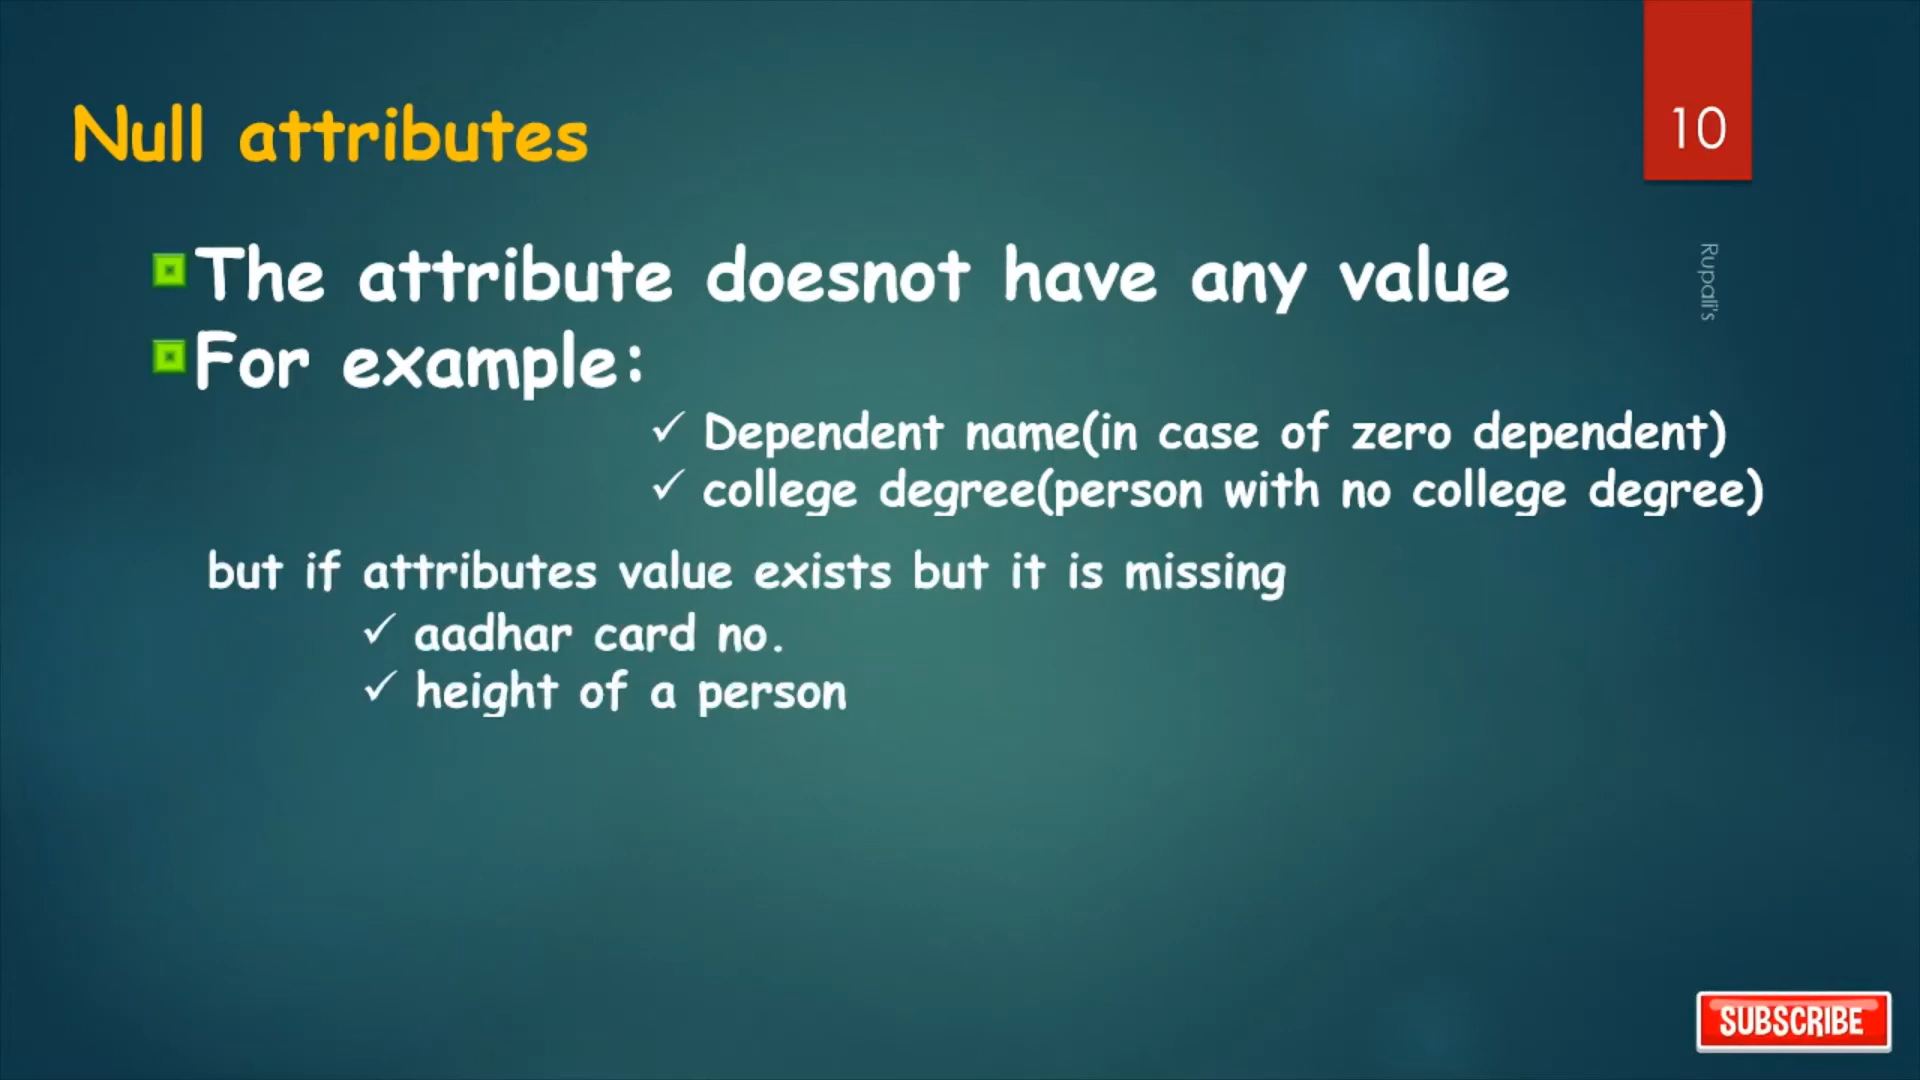 Null attributes
10
Rupali's
The attribute doesnot have any value
For example:
✓ Dependent name(in case of zero dependent)
✓ college degree(person with no college degree)
but if attributes value exists but it is missing
✓ aadhar card no.
✓ height of a person
SUBSCRIBE